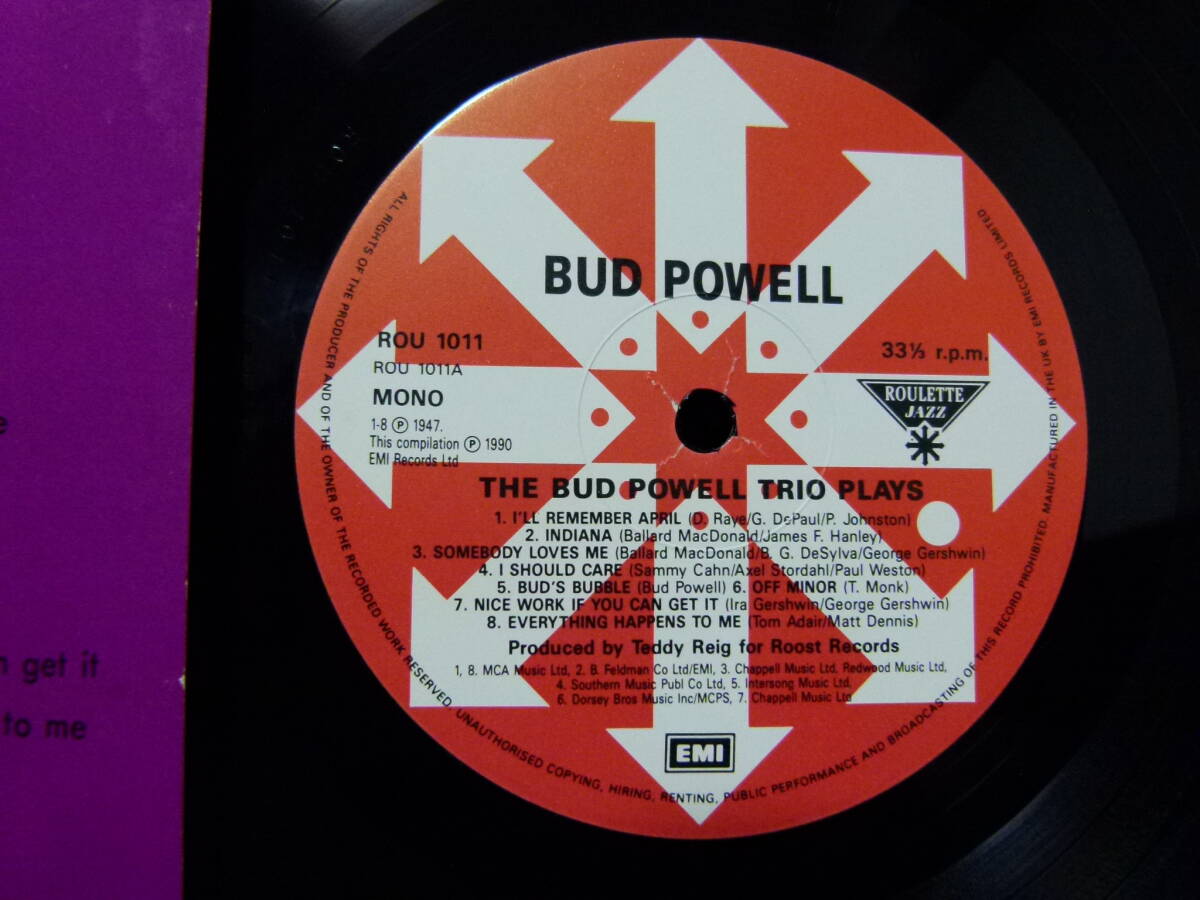 BUD POWELL
ROU 1011
ROU 1011A
MONO
1-8 Ⓟ 1947.
This compilation Ⓟ 1990
EMI Records Ltd
33⅓ r.p.m.
ROULETTE
JAZZ
THE BUD POWELL TRIO PLAYS
1. I'LL REMEMBER APRIL (D. Raye/G. DePaul/P. Johnston)
2. INDIANA (Ballard MacDonald/James F. Hanley)
3. SOMEBODY LOVES ME (Ballard MacDonald/B. G. DeSylva/George Gershwin)
4. I SHOULD CARE (Sammy Cahn/Axel Stordahl/Paul Weston)
5. BUD'S BUBBLE (Bud Powell) 6. OFF MINOR (T. Monk)
7. NICE WORK IF YOU CAN GET IT (Ira Gershwin/George Gershwin)
8. EVERYTHING HAPPENS TO ME (Tom Adair/Matt Dennis)
Produced by Teddy Reig for Roost Records
1, 8. MCA Music Ltd, 2. B. Feldman Co Ltd/EMI, 3. Chappell Music Ltd, Redwood Music Ltd,
4. Southern Music Publ Co Ltd, 5. Intersong Music Ltd,
6. Dorsey Bros Music Inc/MCPS, 7. Chappell Music Ltd
EMI
ALL RIGHTS OF THE PRODUCER AND OF THE OWNER OF THE RECORDED WORK RESERVED. UNAUTHORISED COPYING, HIRING, RENTING, PUBLIC PERFORMANCE AND BROADCASTING OF THIS RECORD PROHIBITED. MANUFACTURED IN THE UK BY EMI RECORDS LIMITED
get it
to me